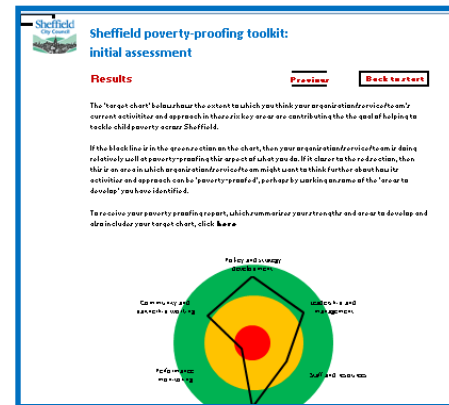 Sheffield
City Council
Sheffield poverty-proofing toolkit:
initial assessment
Results
Previous
Back to start
The 'target chart' below shows the extent to which you think your organization/service/team's
current activitites and approach in these six key areas are contributing the the goal of helping to
tackle child poverty across Sheffield.
If the black line is in the green section on the chart, then your organization/service/team is doing
relatively well at poverty-proofing this aspect of what you do. If it closer to the red section, then
this is an area in which organization/service/team might want to think further about how its
activities and approach can be 'poverty-proofed', perhaps by working on some of the 'areas to
develop' you have identified.
To receive your poverty proofing report, which summarises your strengths and areas to develop and
also includes your target chart, click here
Policy and strategy
development
Community and
partnership working
Leadership and
management
Performance
monitoring
Staff and resources